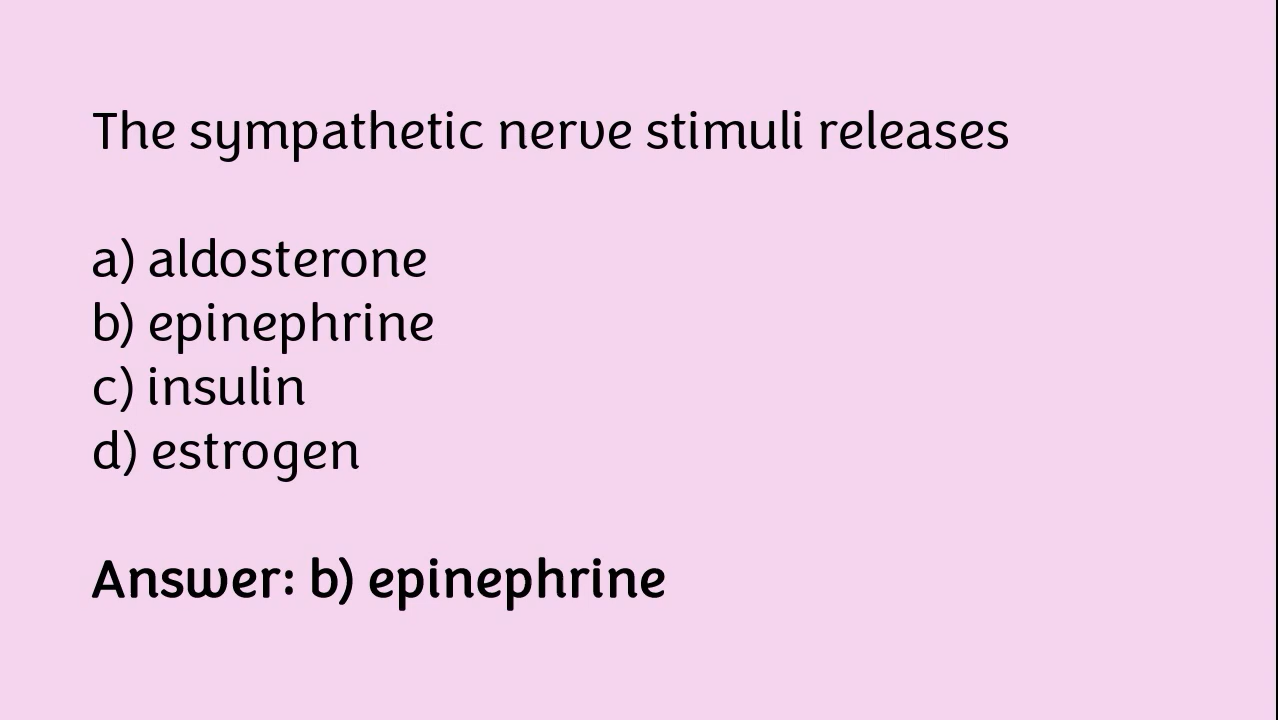 The sympathetic nerve stimuli releases
a) aldosterone
b) epinephrine
c) insulin
d) estrogen
Answer: b) epinephrine